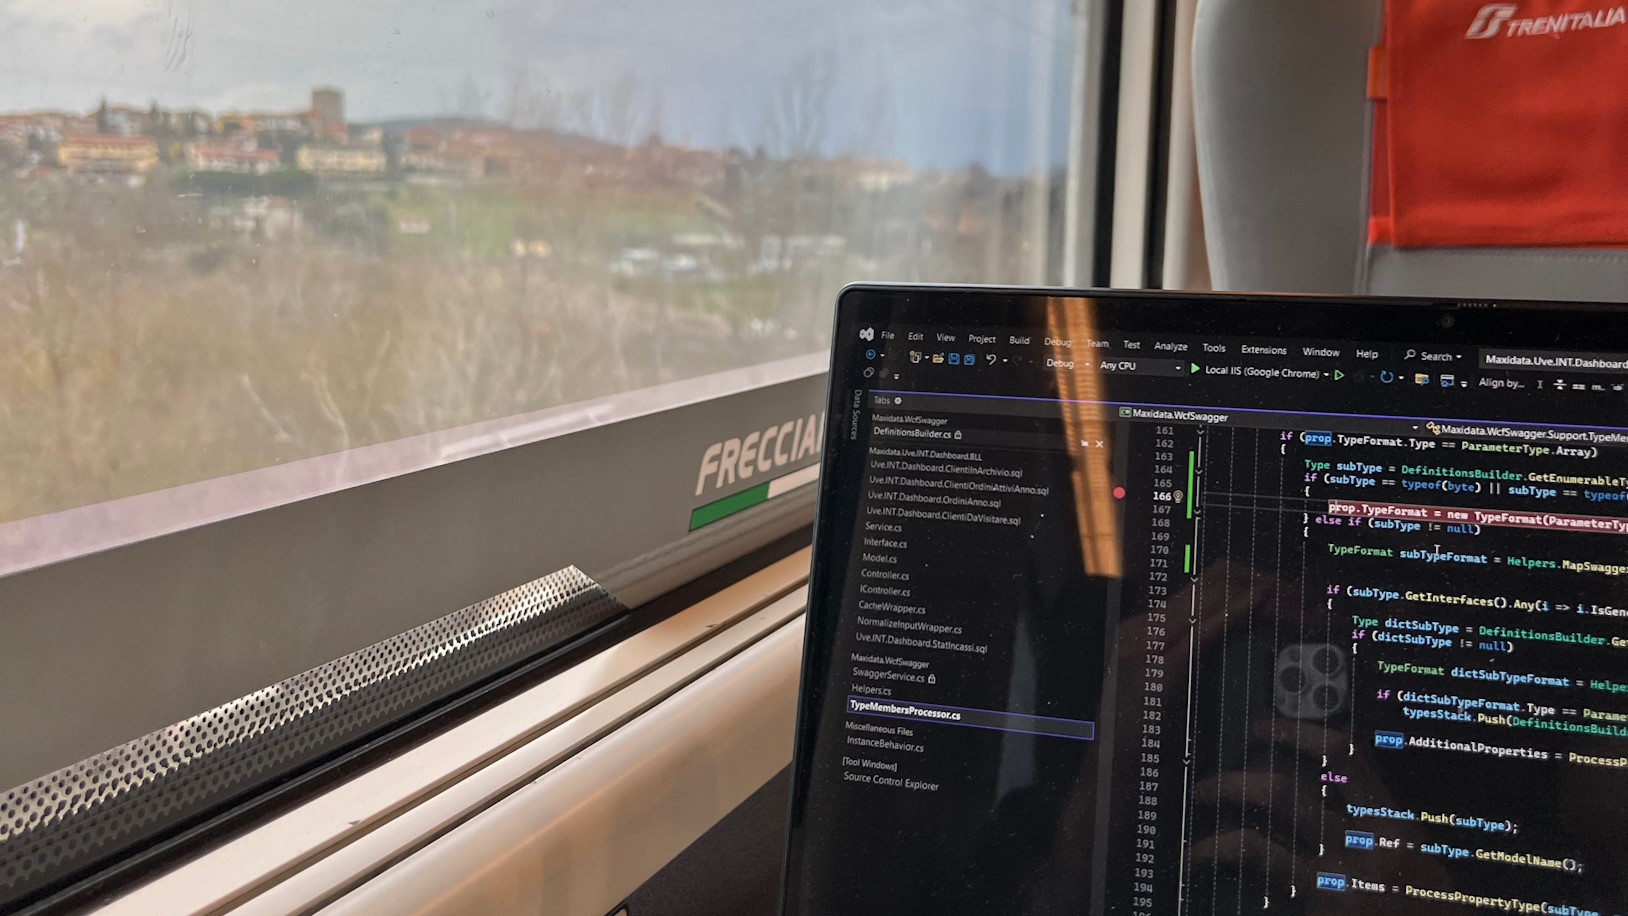 TRENITALIA
FRECCIA
File Edit View Project Build Debug Team Test Analyze Tools Extensions Window Help Search Maxidata.Uve.INT.Dashboard
Debug Any CPU Local IIS (Google Chrome) Align by...
Data Sources
Tabs
Maxidata.WcfSwagger
DefinitionsBuilder.cs
Maxidata.Uve.INT.Dashboard.BLL
Uve.INT.Dashboard.ClientiInArchivio.sql
Uve.INT.Dashboard.ClientiOrdiniAttiviAnno.sql
Uve.INT.Dashboard.OrdiniAnno.sql
Uve.INT.Dashboard.ClientiDaVisitare.sql
Service.cs
Interface.cs
Model.cs
Controller.cs
IController.cs
CacheWrapper.cs
NormalizeInputWrapper.cs
Uve.INT.Dashboard.StatIncassi.sql
Maxidata.WcfSwagger
SwaggerService.cs
Helpers.cs
TypeMembersProcessor.cs
Miscellaneous Files
InstanceBehavior.cs
[Tool Windows]
Source Control Explorer
Maxidata.WcfSwagger Maxidata.WcfSwagger.Support.TypeMe
161
162
163
164
165
166
167
168
169
170
171
172
173
174
175
176
177
178
179
180
181
182
183
184
185
186
187
188
189
190
191
192
193
194
195
if (prop.TypeFormat.Type == ParameterType.Array)
{
Type subType = DefinitionsBuilder.GetEnumerableTy
if (subType == typeof(byte) || subType == typeof
{
prop.TypeFormat = new TypeFormat(ParameterTy
} else if (subType != null)
{
TypeFormat subTypeFormat = Helpers.MapSwagge
if (subType.GetInterfaces().Any(i => i.IsGene
{
Type dictSubType = DefinitionsBuilder.Get
if (dictSubType != null)
{
TypeFormat dictSubTypeFormat = Helpe
if (dictSubTypeFormat.Type == Parame
typesStack.Push(DefinitionsBuild
prop.AdditionalProperties = ProcessP
}
}
else
{
typesStack.Push(subType);
prop.Ref = subType.GetModelName();
}
prop.Items = ProcessPropertyType(subTyp
}
}